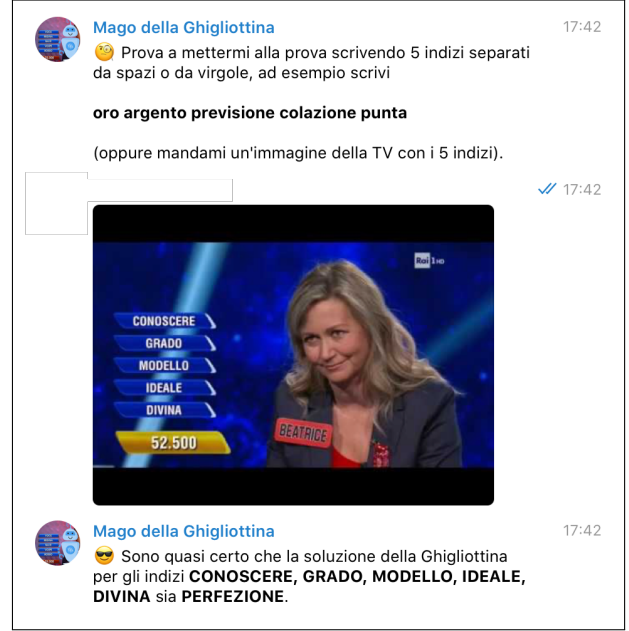 Mago della Ghigliottina 17:42
🧐 Prova a mettermi alla prova scrivendo 5 indizi separati
da spazi o da virgole, ad esempio scrivi
oro argento previsione colazione punta
(oppure mandami un'immagine della TV con i 5 indizi).
17:42
Rai 1 HD
CONOSCERE
GRADO
MODELLO
IDEALE
DIVINA
52.500
BEATRICE
Mago della Ghigliottina 17:42
😎 Sono quasi certo che la soluzione della Ghigliottina
per gli indizi CONOSCERE, GRADO, MODELLO, IDEALE,
DIVINA sia PERFEZIONE.